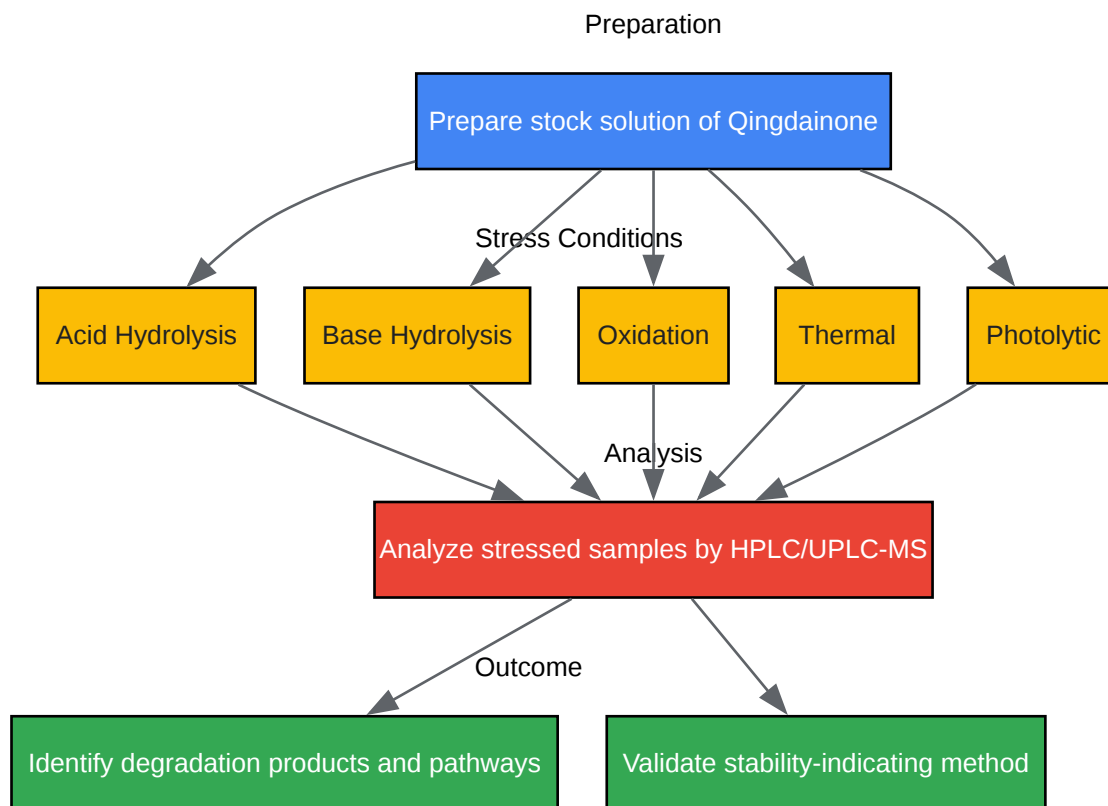 Preparation
Prepare stock solution of Qingdainone
Stress Conditions
Acid Hydrolysis
Base Hydrolysis
Oxidation
Thermal
Photolytic
Analysis
Analyze stressed samples by HPLC/UPLC-MS
Outcome
Identify degradation products and pathways
Validate stability-indicating method